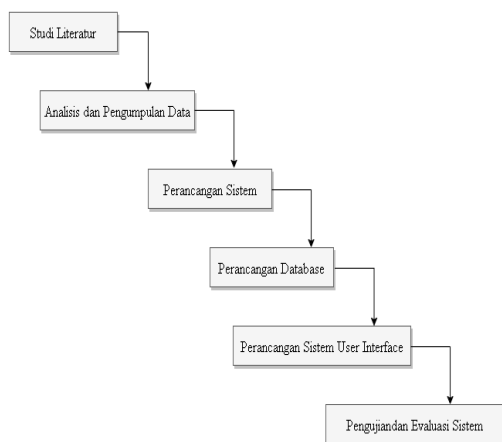 Studi Literatur
Analisis dan Pengumpulan Data
Perancangan Sistem
Perancangan Database
Perancangan Sistem User Interface
Pengujiandan Evaluasi Sistem